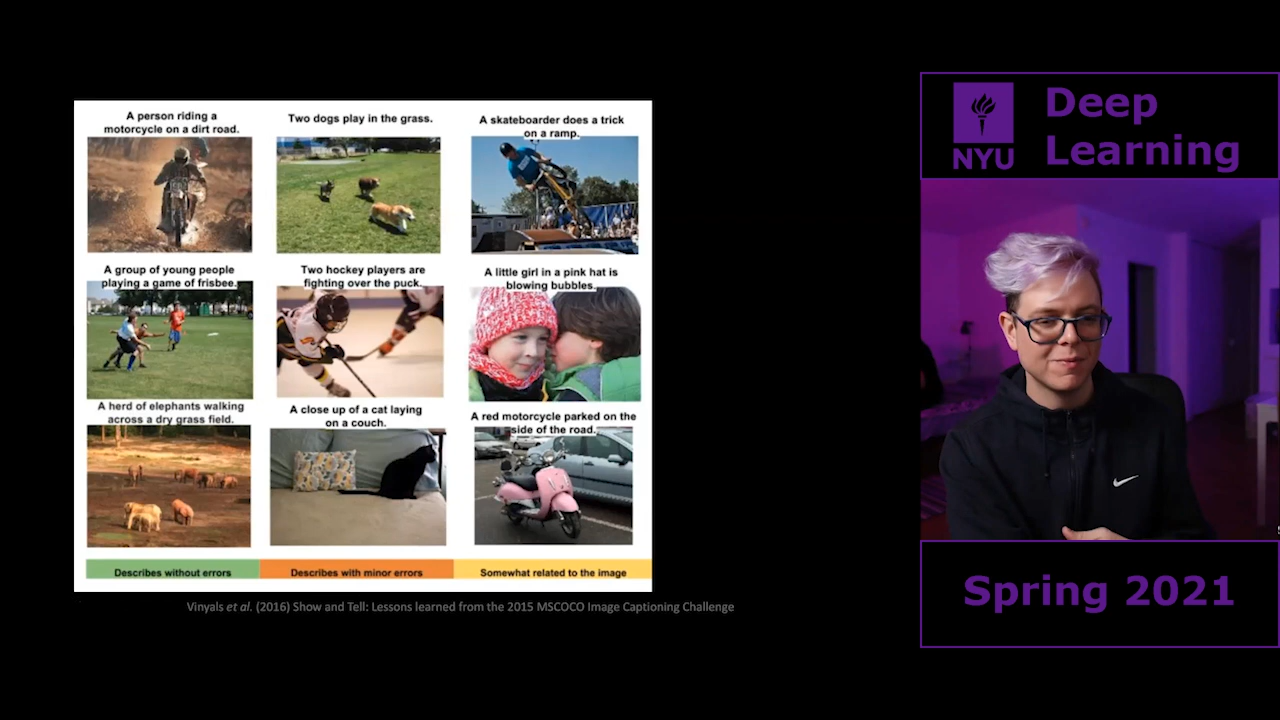 A person riding a
motorcycle on a dirt road.
Two dogs play in the grass.
A skateboarder does a trick
on a ramp.
A group of young people
playing a game of frisbee.
Two hockey players are
fighting over the puck.
A little girl in a pink hat is
blowing bubbles.
A herd of elephants walking
across a dry grass field.
A close up of a cat laying
on a couch.
A red motorcycle parked on the
side of the road.
Describes without errors
Describes with minor errors
Somewhat related to the image
Vinyals et al. (2016) Show and Tell: Lessons learned from the 2015 MSCOCO Image Captioning Challenge
NYU
Deep
Learning
Spring 2021